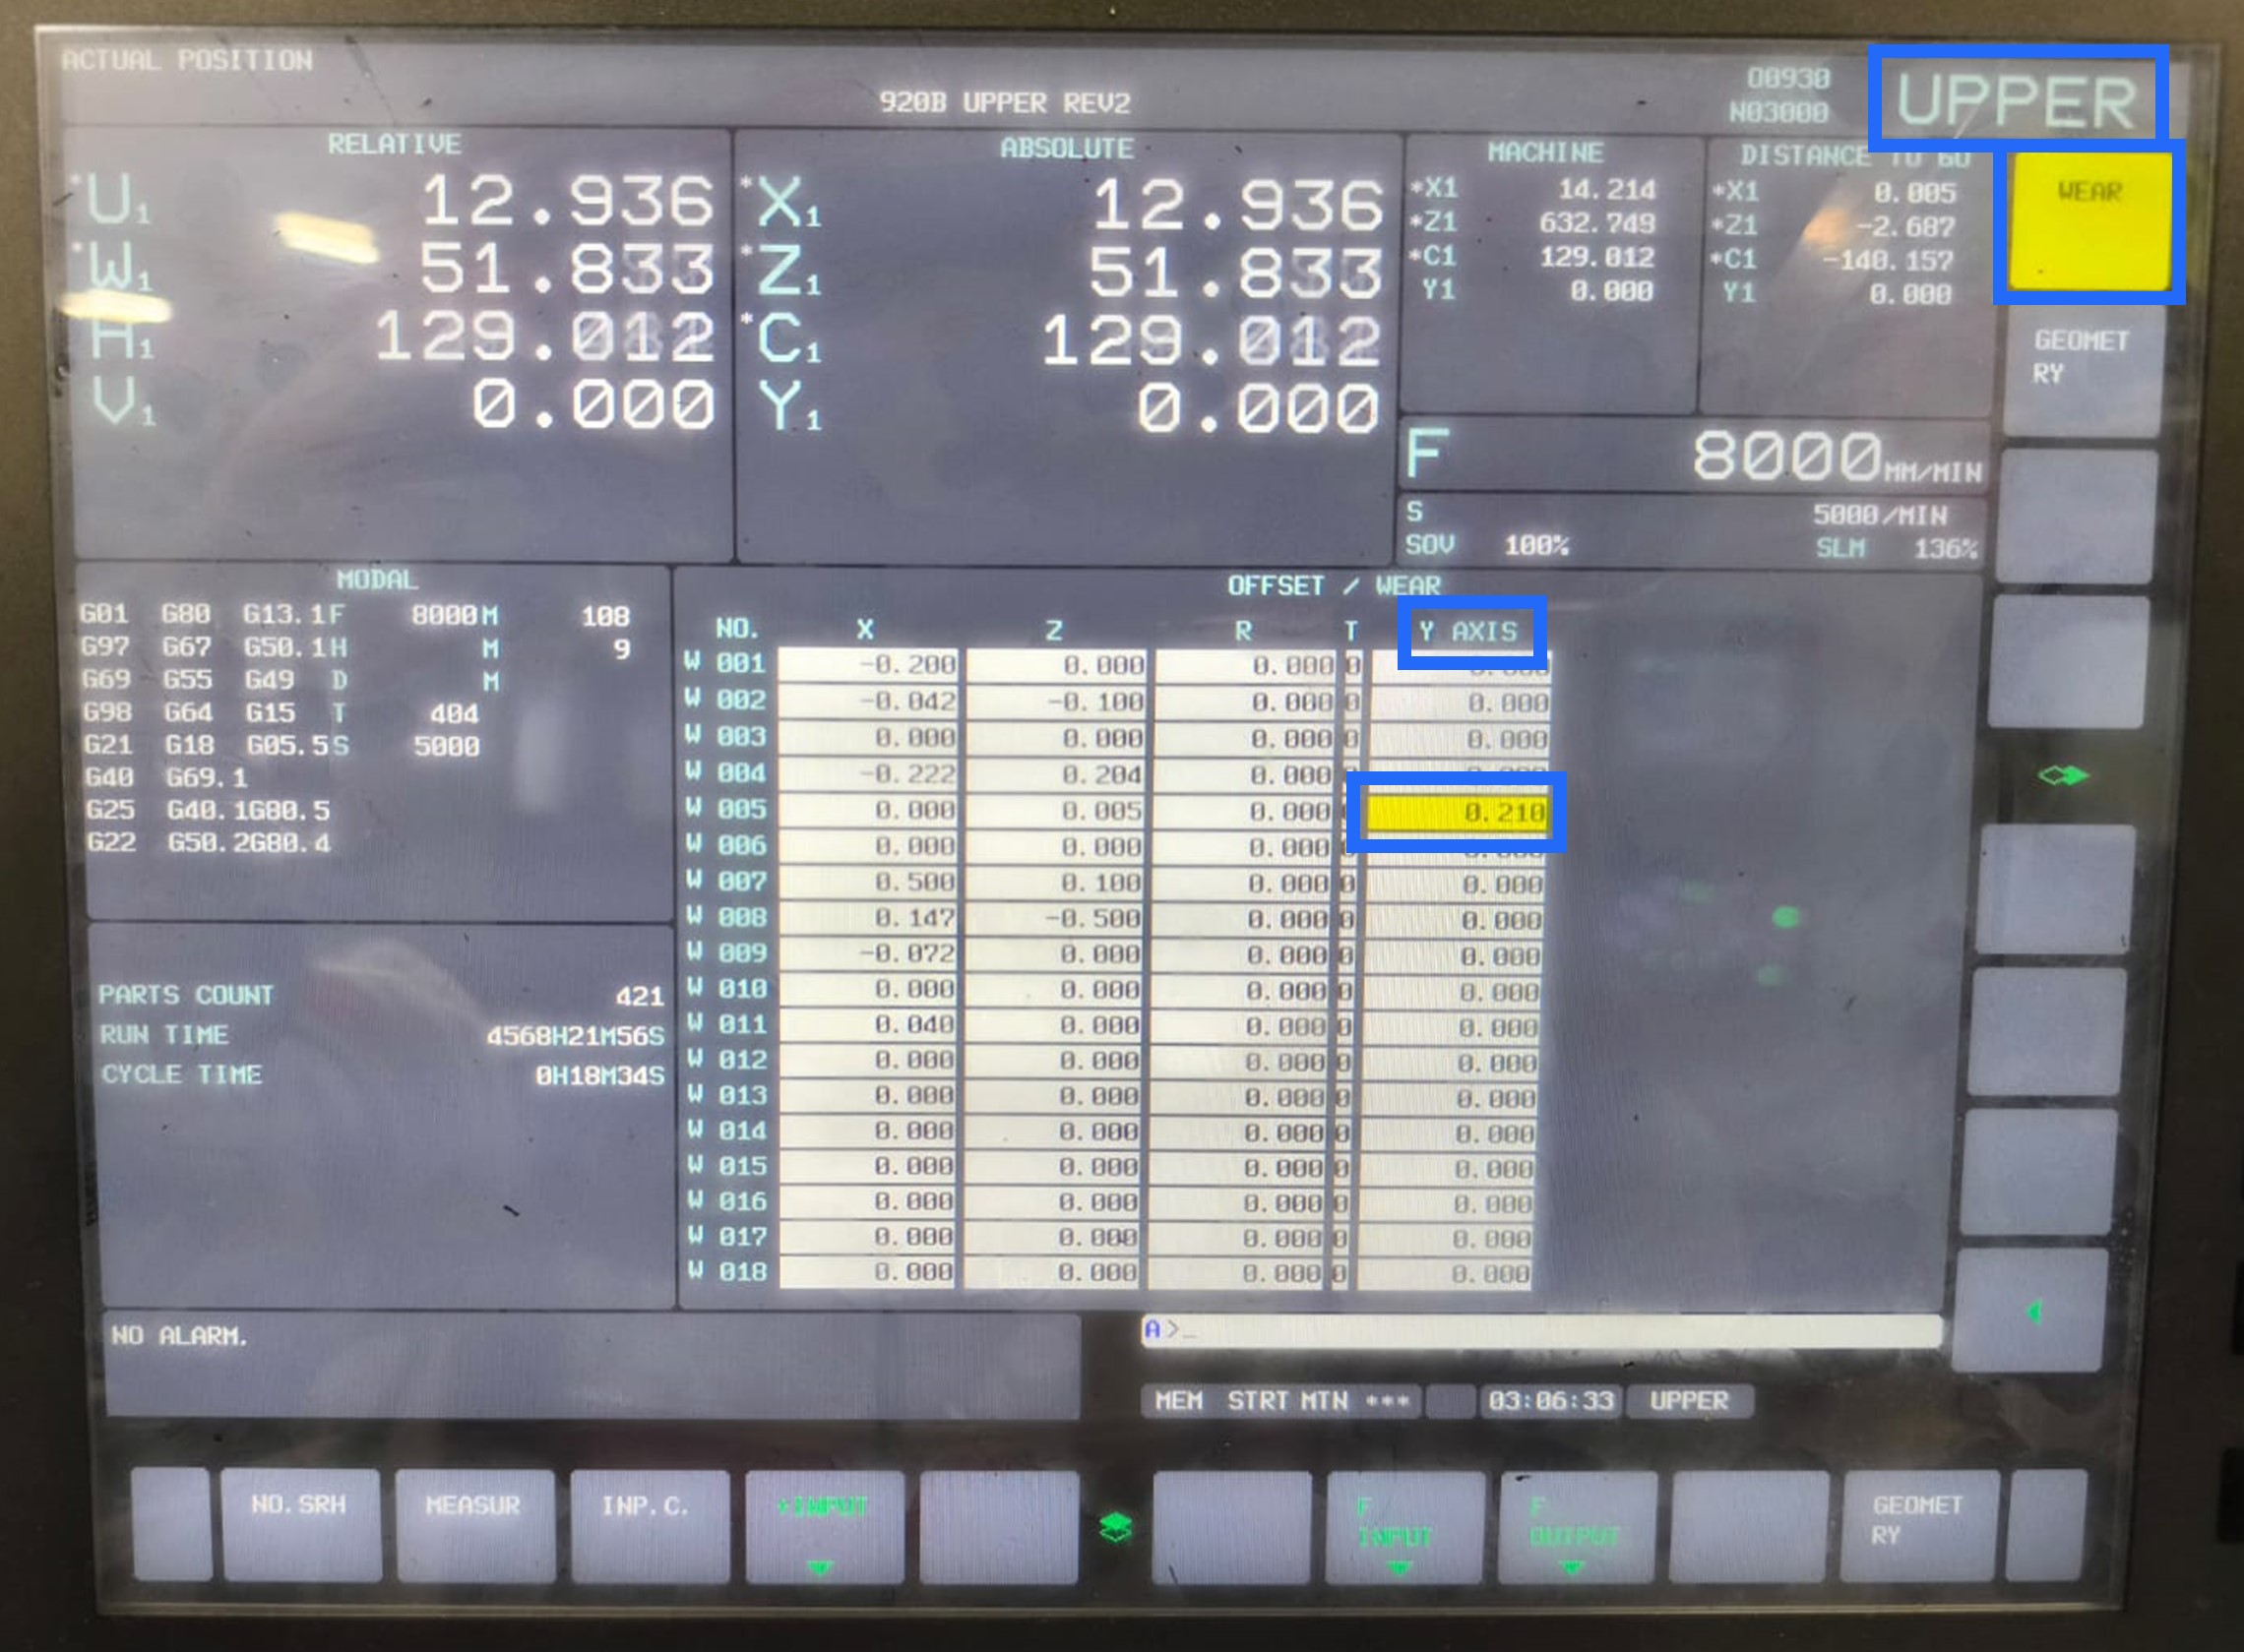 ACTUAL POSITION
920B UPPER REV2
O0930
N03000
UPPER
RELATIVE
U1 12.936
W1 51.833
H1 129.012
V1 0.000
ABSOLUTE
*X1 12.936
*Z1 51.833
*C1 129.012
Y1 0.000
MACHINE
*X1 14.214
*Z1 632.749
*C1 129.012
Y1 0.000
DISTANCE TO GO
*X1 0.005
*Z1 -2.687
*C1 -140.157
Y1 0.000
WEAR
GEOMET
RY
F 8000 MM/MIN
S 5000/MIN
SOV 100% SLM 136%
MODAL
G01 G80 G13.1 F 8000 M 108
G97 G67 G50.1 H M 9
G69 G55 G49 D M
G98 G64 G15 T 404
G21 G18 G05.5 S 5000
G40 G69.1
G25 G40.1 G80.5
G22 G50.2 G80.4
PARTS COUNT 421
RUN TIME 4568H21M56S
CYCLE TIME 0H18M34S
OFFSET / WEAR
NO. X Z R T Y AXIS
W 001 -0.200 0.000 0.000 0
W 002 -0.042 -0.100 0.000 0 0.000
W 003 0.000 0.000 0.000 0 0.000
W 004 -0.222 0.204 0.000
W 005 0.000 0.005 0.000 0.210
W 006 0.000 0.000 0.000 0
W 007 0.500 0.100 0.000 0 0.000
W 008 0.147 -0.500 0.000 0 0.000
W 009 -0.072 0.000 0.000 0 0.000
W 010 0.000 0.000 0.000 0 0.000
W 011 0.040 0.000 0.000 0 0.000
W 012 0.000 0.000 0.000 0 0.000
W 013 0.000 0.000 0.000 0 0.000
W 014 0.000 0.000 0.000 0 0.000
W 015 0.000 0.000 0.000 0 0.000
W 016 0.000 0.000 0.000 0 0.000
W 017 0.000 0.000 0.000 0 0.000
W 018 0.000 0.000 0.000 0 0.000
NO ALARM.
A>_
MEM STRT MTN *** 03:06:33 UPPER
NO.SRH
MEASUR
INP.C.
+INPUT
F
INPUT
F
OUTPUT
GEOMET
RY